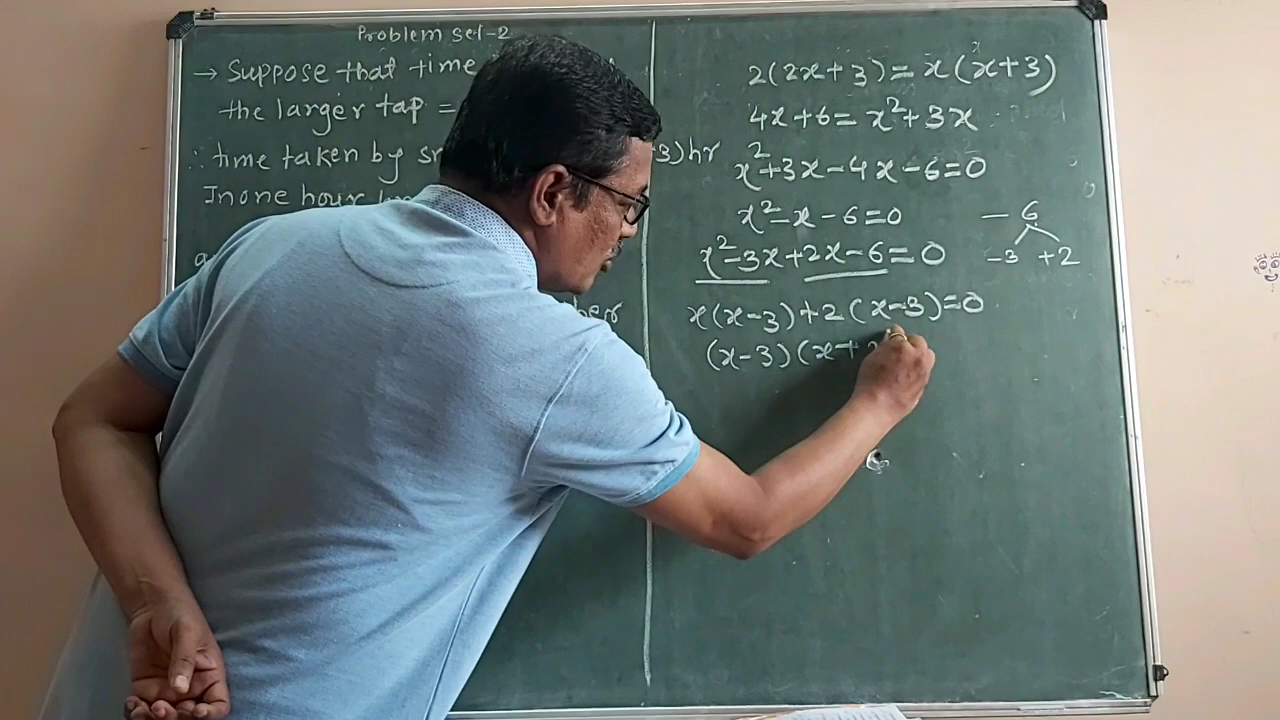 Problem set-2
→ Suppose that time
the larger tap =
∴ time taken by 3) hr
In one hour
2(2x+3)=x(x+3)
4x+6=x²+3x
x²+3x-4x-6=0
x²-x-6=0
-6
-3 +2
x²-3x+2x-6=0
x(x-3)+2(x-3)=0
(x-3)(x+